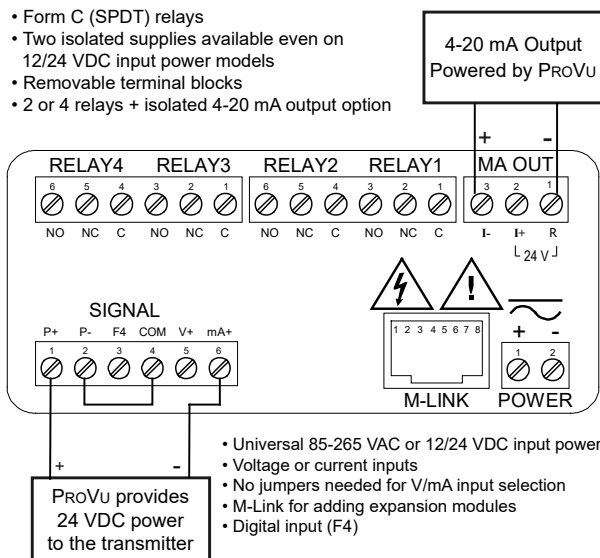 • Form C (SPDT) relays
• Two isolated supplies available even on
12/24 VDC input power models
• Removable terminal blocks
• 2 or 4 relays + isolated 4-20 mA output option
4-20 mA Output
Powered by PROVU
+ -
RELAY4 RELAY3 RELAY2 RELAY1 MA OUT
6 5 4 3 2 1 6 5 4 3 2 1 3 2 1
NO NC C NO NC C NO NC C NO NC C I- I+ R
24 V
SIGNAL
P+ P- F4 COM V+ mA+
1 2 3 4 5 6
1 2 3 4 5 6 7 8
+ -
1 2
M-LINK POWER
+ -
PROVU provides
24 VDC power
to the transmitter
• Universal 85-265 VAC or 12/24 VDC input power
• Voltage or current inputs
• No jumpers needed for V/mA input selection
• M-Link for adding expansion modules
• Digital input (F4)